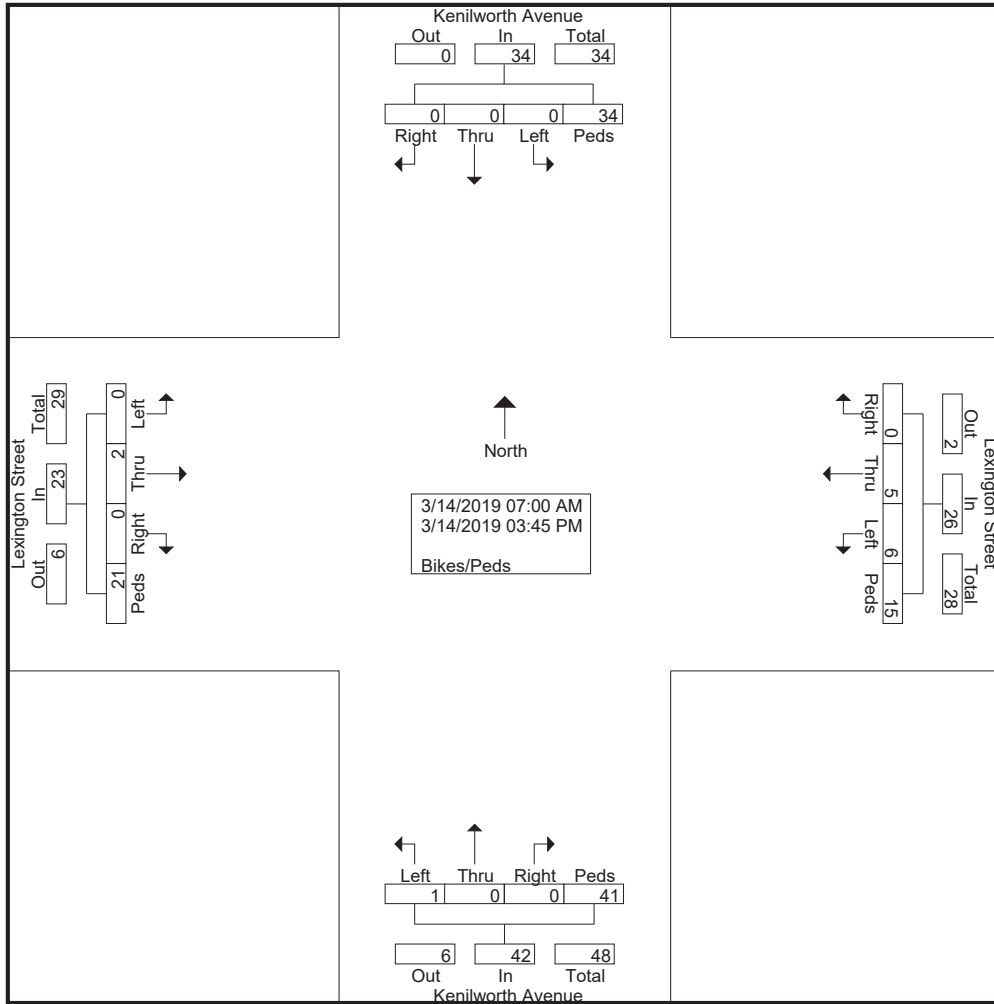 Kenilworth Avenue
Out In Total
0 34 34
0 0 0 34
Right Thru Left Peds
Lexington Street
Total In Out
29 23 6
0 2 0 21
Left Thru Right Peds
North
3/14/2019 07:00 AM
3/14/2019 03:45 PM
Bikes/Peds
Right Thru Left Peds
0 5 6 15
Out In Total
2 26 28
Lexington Street
Left Thru Right Peds
1 0 0 41
6 42 48
Out In Total
Kenilworth Avenue